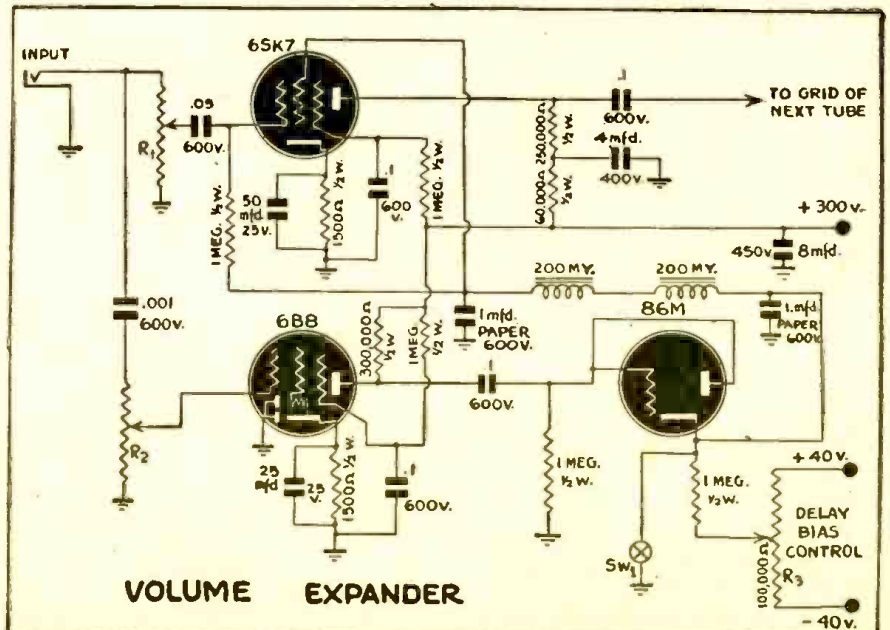 INPUT
R1
.05
600v.
6SK7
1 MEG. ½ W.
50
mfd.
25v.
1500Ω ½ W.
.1
600
v.
1 MEG. ½ W.
250,000Ω
½ W.
60,000Ω
½ W.
.1
600v.
4 mfd.
400v.
TO GRID OF
NEXT TUBE
+ 300 v.
450v
8 mfd.
200 MY.
200 MY.
.001
600v.
R2
6B8
300,000Ω
½ W
1 MEG.
½ W.
1 mfd.
PAPER
600v.
.1
600v.
86M
1. mfd.
PAPER
600v.
25
mfd
25
v.
1500Ω ½ W.
.1
600v.
1 MEG.
½ W.
1 MEG.
½ W.
SW1
+ 40 v.
DELAY
BIAS
CONTROL
R3
100,000Ω
- 40 v.
VOLUME EXPANDER